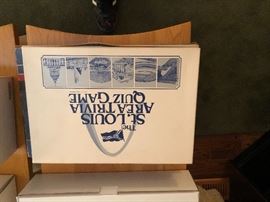 The
ST. LOUIS
AREA TRIVIA
QUIZ GAME